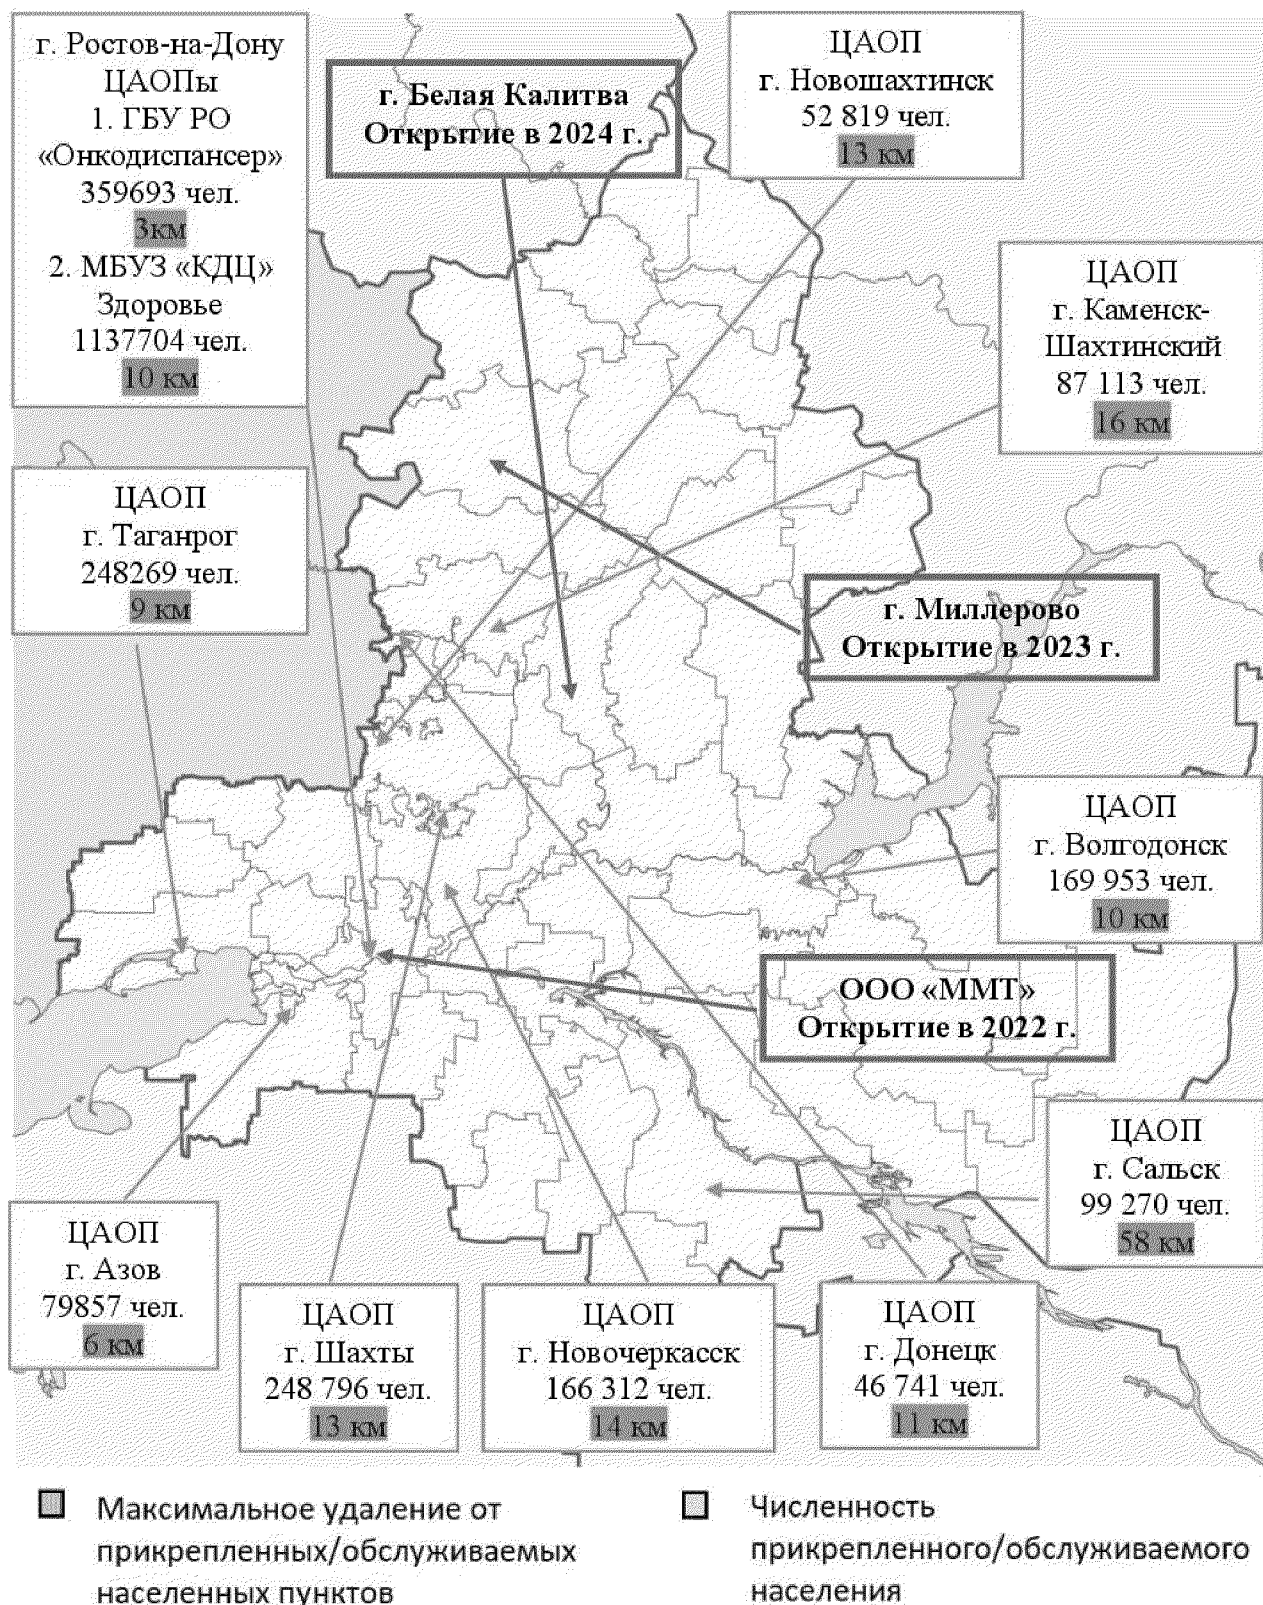 г. Ростов-на-Дону
ЦАОПы
1. ГБУ РО
«Онкодиспансер»
359693 чел.
3км
2. МБУЗ «КДЦ»
Здоровье
1137704 чел.
10 км
г. Белая Калитва
Открытие в 2024 г.
ЦАОП
г. Новошахтинск
52 819 чел.
13 км
ЦАОП
г. Каменск-
Шахтинский
87 113 чел.
16 км
ЦАОП
г. Таганрог
248269 чел.
9 км
г. Миллерово
Открытие в 2023 г.
ЦАОП
г. Волгодонск
169 953 чел.
10 км
ООО «ММТ»
Открытие в 2022 г.
ЦАОП
г. Сальск
99 270 чел.
58 км
ЦАОП
г. Азов
79857 чел.
6 км
ЦАОП
г. Шахты
248 796 чел.
13 км
ЦАОП
г. Новочеркасск
166 312 чел.
14 км
ЦАОП
г. Донецк
46 741 чел.
11 км
Максимальное удаление от
прикрепленных/обслуживаемых
населенных пунктов
Численность
прикрепленного/обслуживаемого
населения